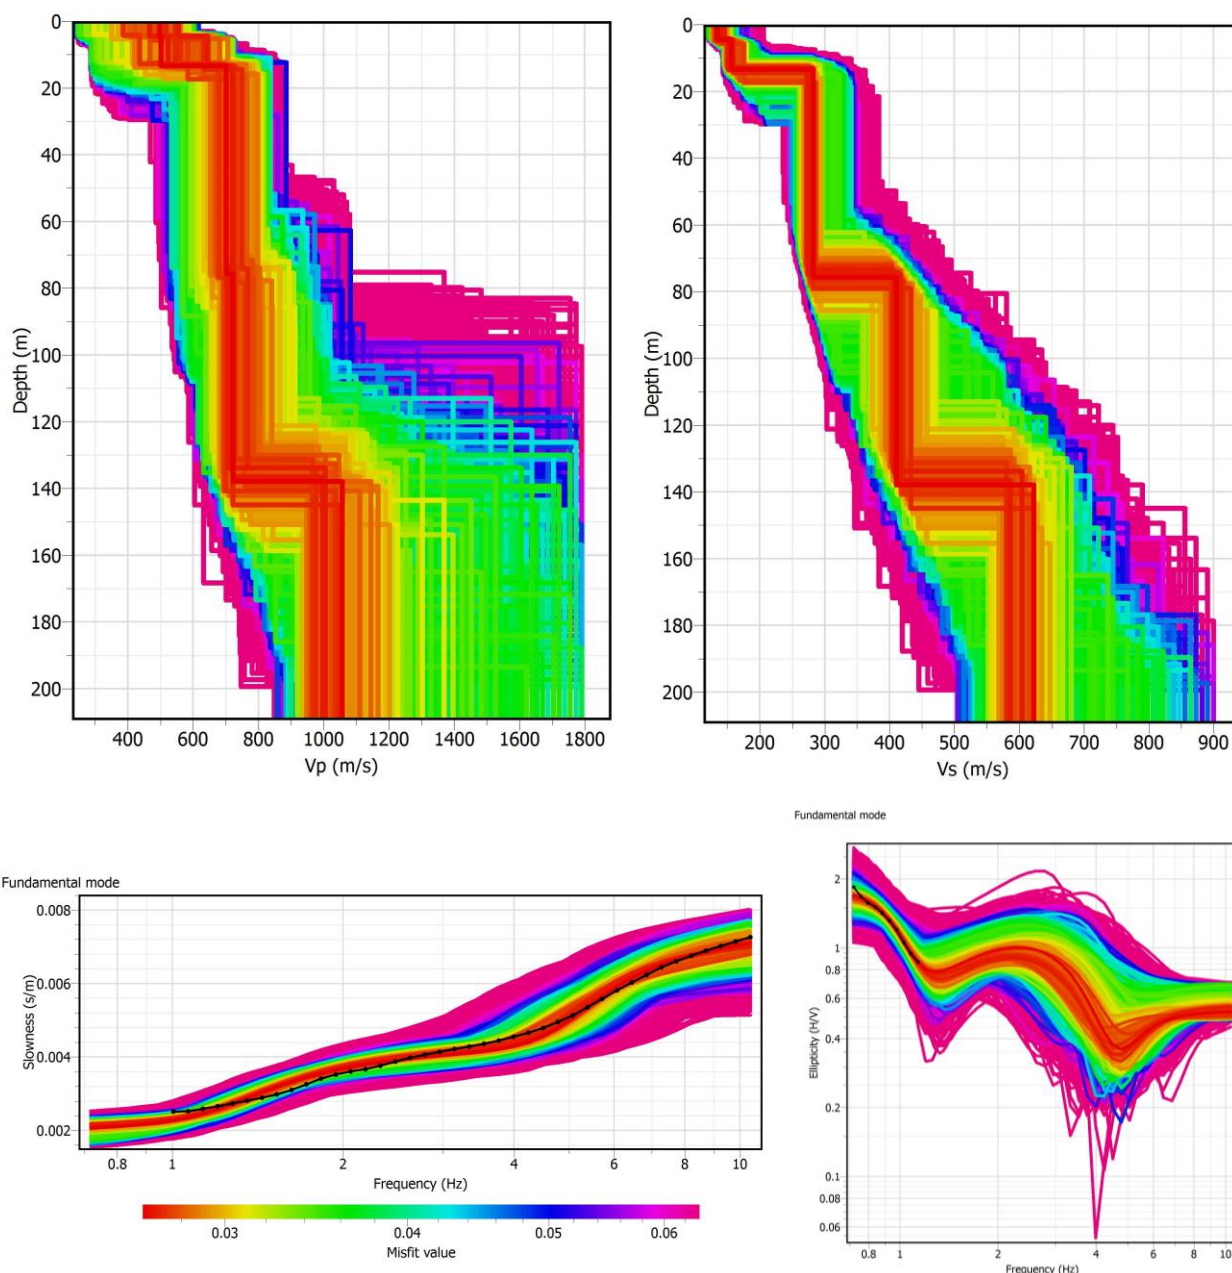 0
20
40
60
80
100
120
140
160
180
200
Depth (m)
400 600 800 1000 1200 1400 1600 1800
Vp (m/s)
0
20
40
60
80
100
120
140
160
180
200
Depth (m)
200 300 400 500 600 700 800 900
Vs (m/s)
Fundamental mode
0.008
0.006
0.004
0.002
Slowness (s/m)
0.8 1 2 4 6 8 10
Frequency (Hz)
0.03 0.04 0.05 0.06
Misfit value
Fundamental mode
2
1
0.8
0.6
0.4
0.2
0.1
0.08
0.06
Ellipticity (H/V)
0.8 1 2 4 6 8 10
Frequency (Hz)